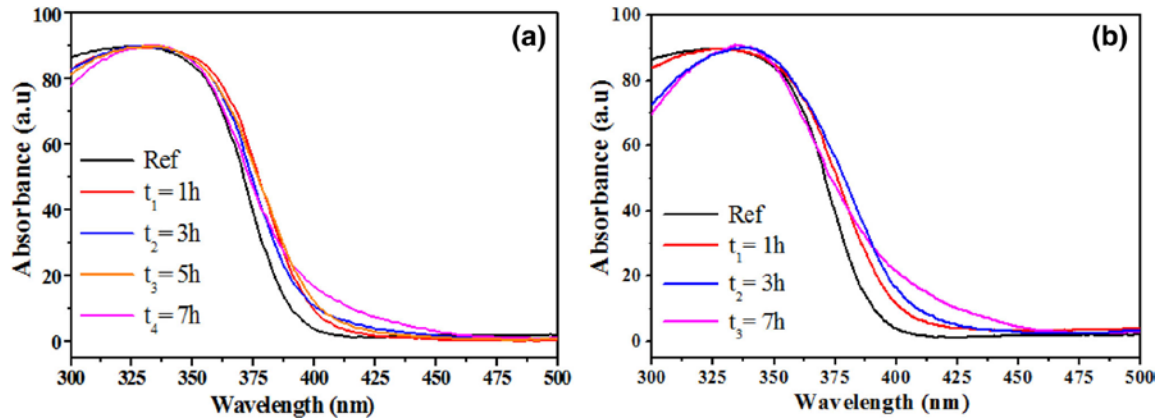 (a)
Absorbance (a.u)
100
80
60
40
20
0
Ref
t₁ = 1h
t₂ = 3h
t₃ = 5h
t₄ = 7h
300 325 350 375 400 425 450 475 500
Wavelength (nm)
(b)
Absorbance (a.u)
100
80
60
40
20
0
Ref
t₁ = 1h
t₂ = 3h
t₃ = 7h
300 325 350 375 400 425 450 475 500
Wavelength (nm)